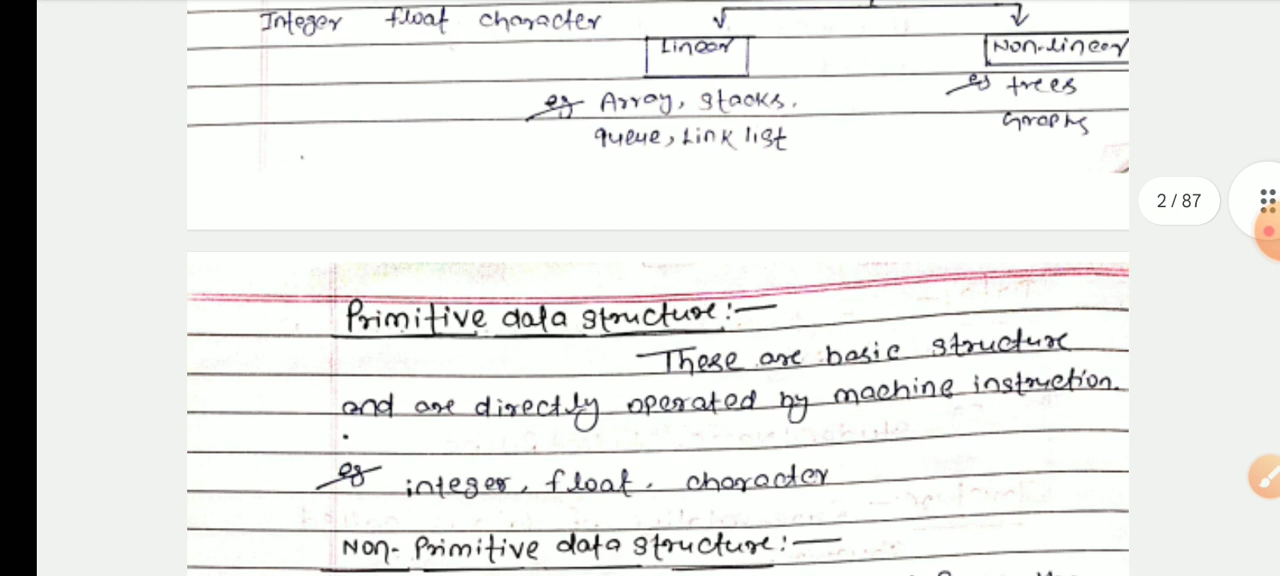 Integer float character
Linear
Non-linear
eg Array, stacks.
queue, Link list
eg trees
Graphs
2 / 87
Primitive data structure:—
These are basic structure
and are directly operated by machine instruction.
eg integer, float, character
Non- Primitive data structure:—